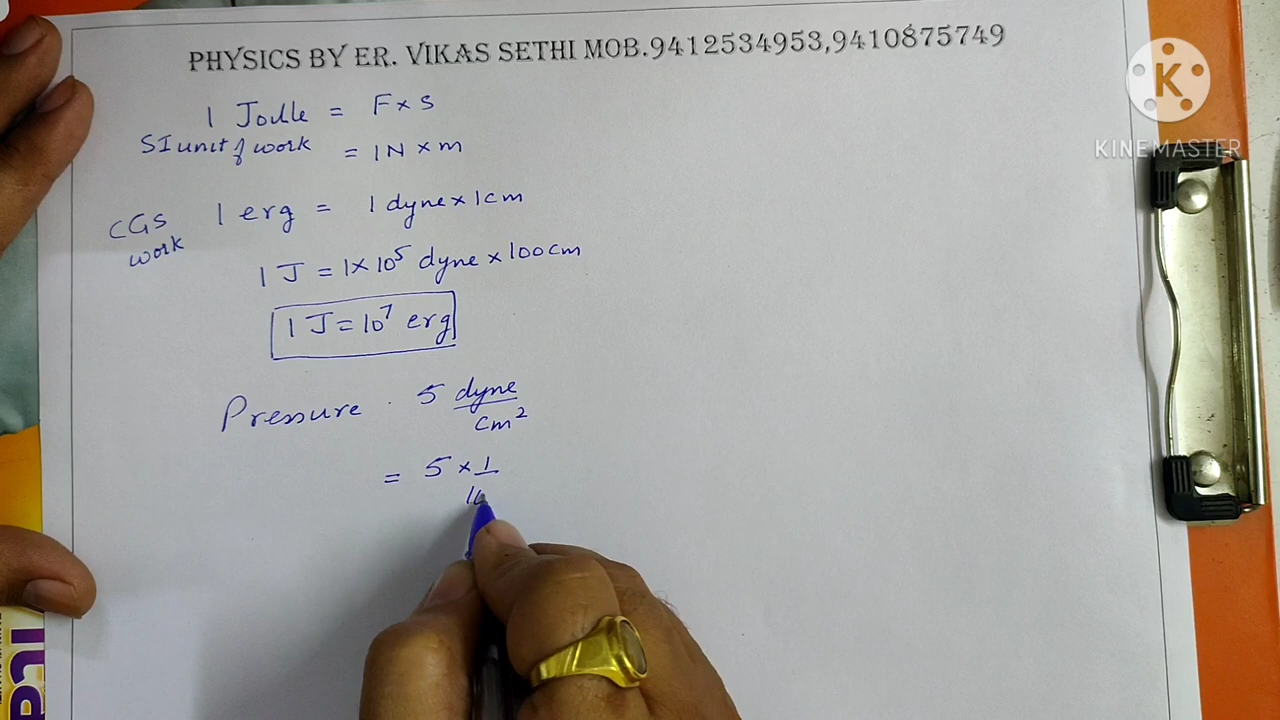 PHYSICS BY ER. VIKAS SETHI MOB.9412534953,9410875749
K
KINEMASTER
1 Joule = F × S
SI unit of work = 1N × m
CGS work 1 erg = 1 dyne × 1cm
1 J = 1 × 10⁵ dyne × 100cm
1 J = 10⁷ erg
Pressure . 5 dyne/cm²
= 5 × 1/10